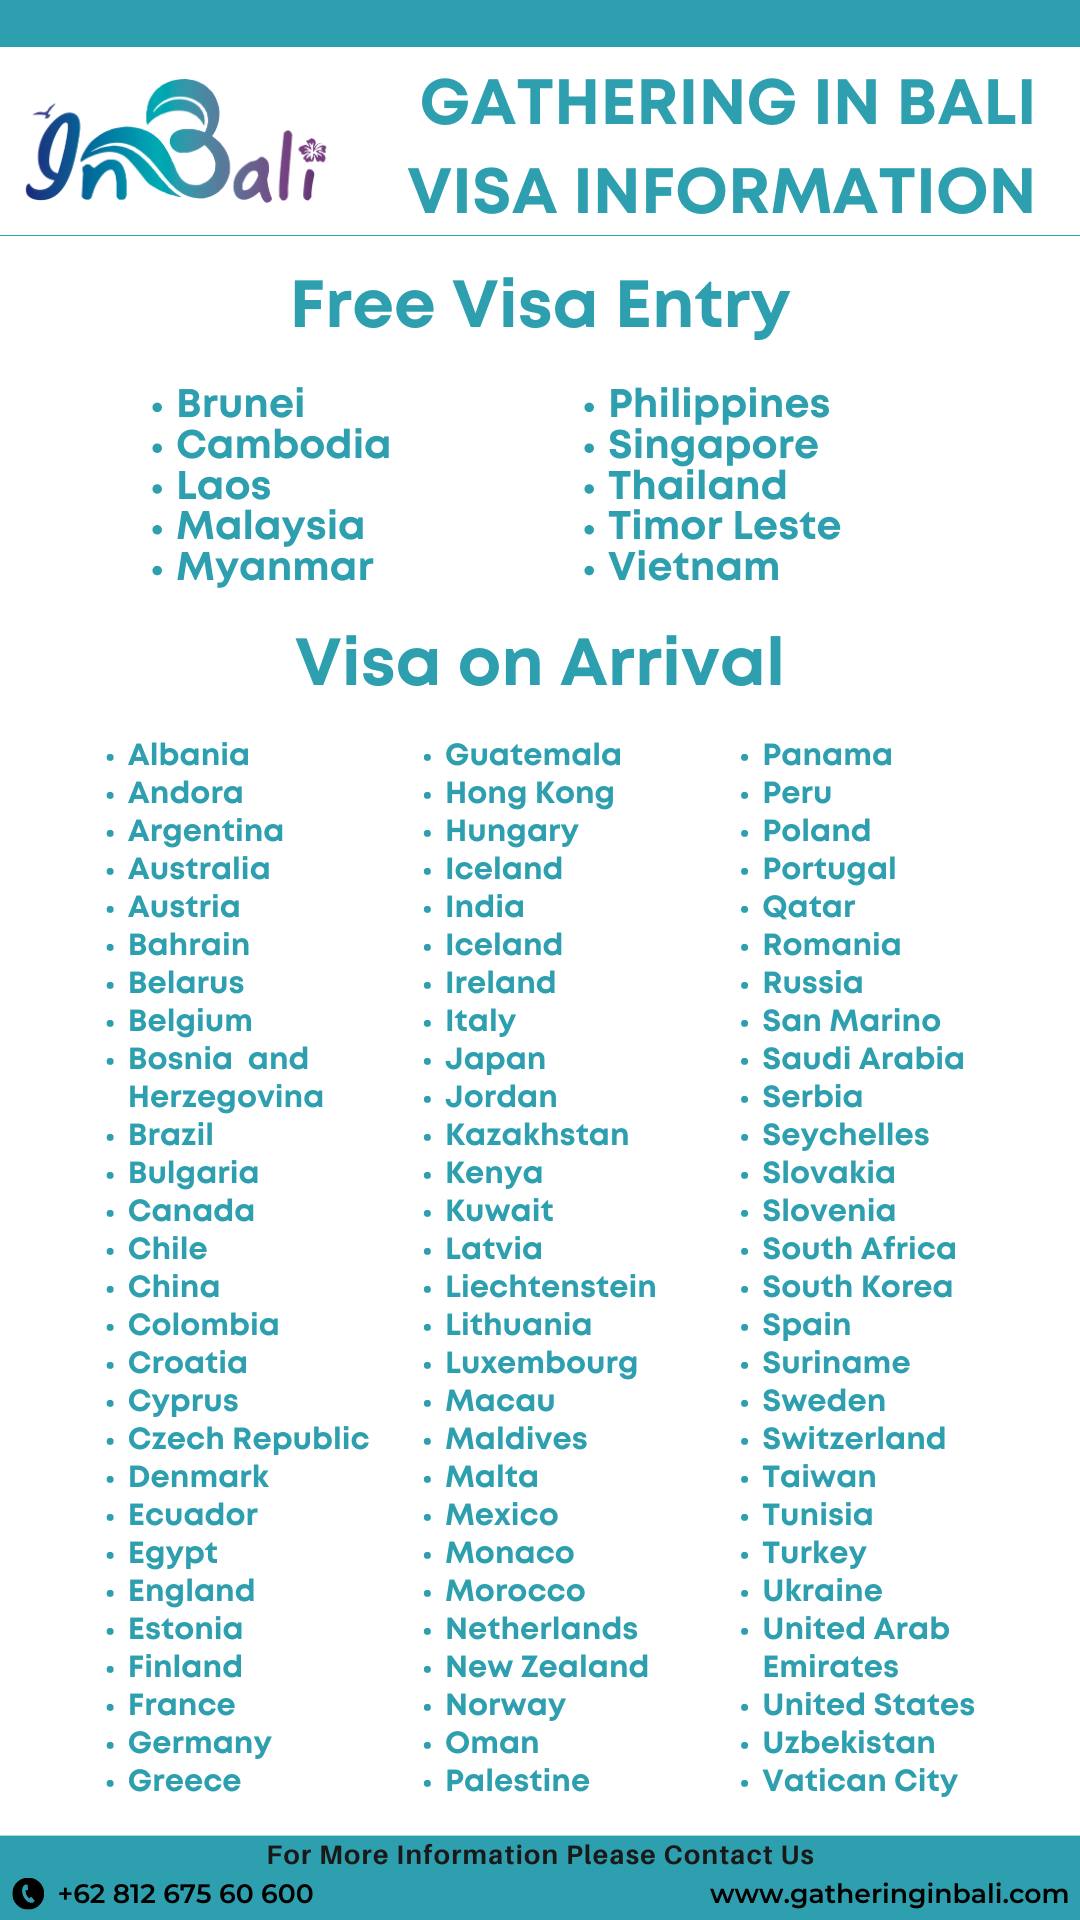 InBali
GATHERING IN BALI
VISA INFORMATION
Free Visa Entry
Brunei
Cambodia
Laos
Malaysia
Myanmar
Philippines
Singapore
Thailand
Timor Leste
Vietnam
Visa on Arrival
Albania
Andora
Argentina
Australia
Austria
Bahrain
Belarus
Belgium
Bosnia and
Herzegovina
Brazil
Bulgaria
Canada
Chile
China
Colombia
Croatia
Cyprus
Czech Republic
Denmark
Ecuador
Egypt
England
Estonia
Finland
France
Germany
Greece
Guatemala
Hong Kong
Hungary
Iceland
India
Iceland
Ireland
Italy
Japan
Jordan
Kazakhstan
Kenya
Kuwait
Latvia
Liechtenstein
Lithuania
Luxembourg
Macau
Maldives
Malta
Mexico
Monaco
Morocco
Netherlands
New Zealand
Norway
Oman
Palestine
Panama
Peru
Poland
Portugal
Qatar
Romania
Russia
San Marino
Saudi Arabia
Serbia
Seychelles
Slovakia
Slovenia
South Africa
South Korea
Spain
Suriname
Sweden
Switzerland
Taiwan
Tunisia
Turkey
Ukraine
United Arab
Emirates
United States
Uzbekistan
Vatican City
For More Information Please Contact Us
+62 812 675 60 600
www.gatheringinbali.com